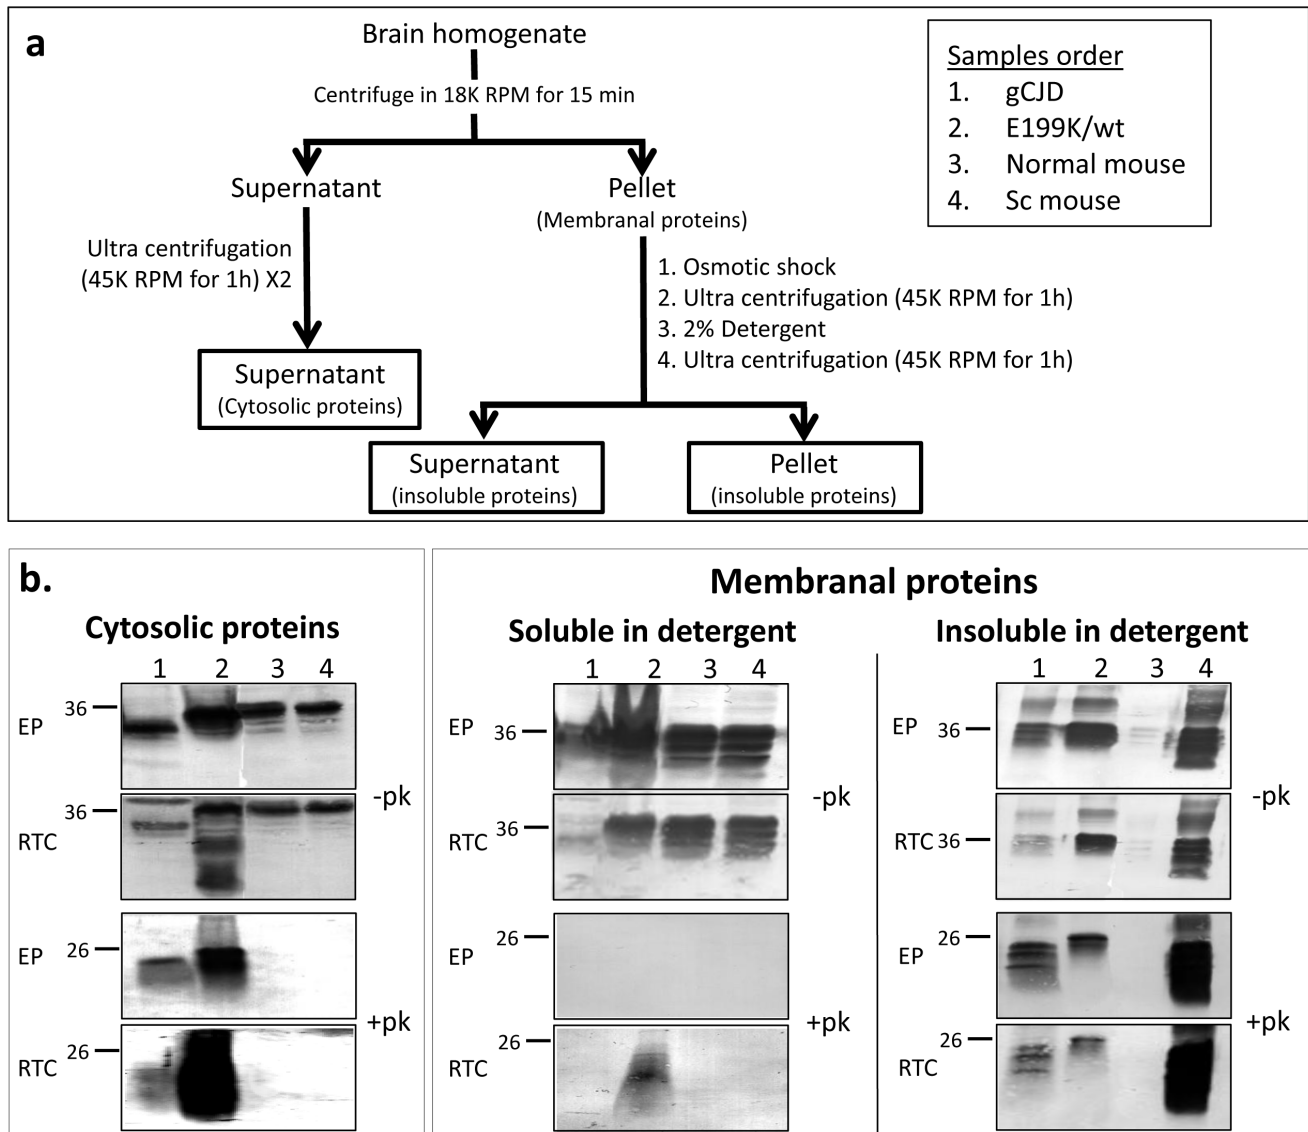 a
Brain homogenate
Centrifuge in 18K RPM for 15 min
Supernatant
Pellet
(Membranal proteins)
Ultra centrifugation
(45K RPM for 1h) X2
1. Osmotic shock
2. Ultra centrifugation (45K RPM for 1h)
3. 2% Detergent
4. Ultra centrifugation (45K RPM for 1h)
Supernatant
(Cytosolic proteins)
Supernatant
(insoluble proteins)
Pellet
(insoluble proteins)
Samples order
1. gCJD
2. E199K/wt
3. Normal mouse
4. Sc mouse
b.
Cytosolic proteins
1 2 3 4
EP 36
-pk
RTC 36
EP 26
+pk
RTC 26
Membranal proteins
Soluble in detergent
1 2 3 4
EP 36
-pk
RTC 36
EP 26
+pk
RTC 26
Insoluble in detergent
1 2 3 4
EP 36
-pk
RTC 36
EP 26
+pk
RTC 26